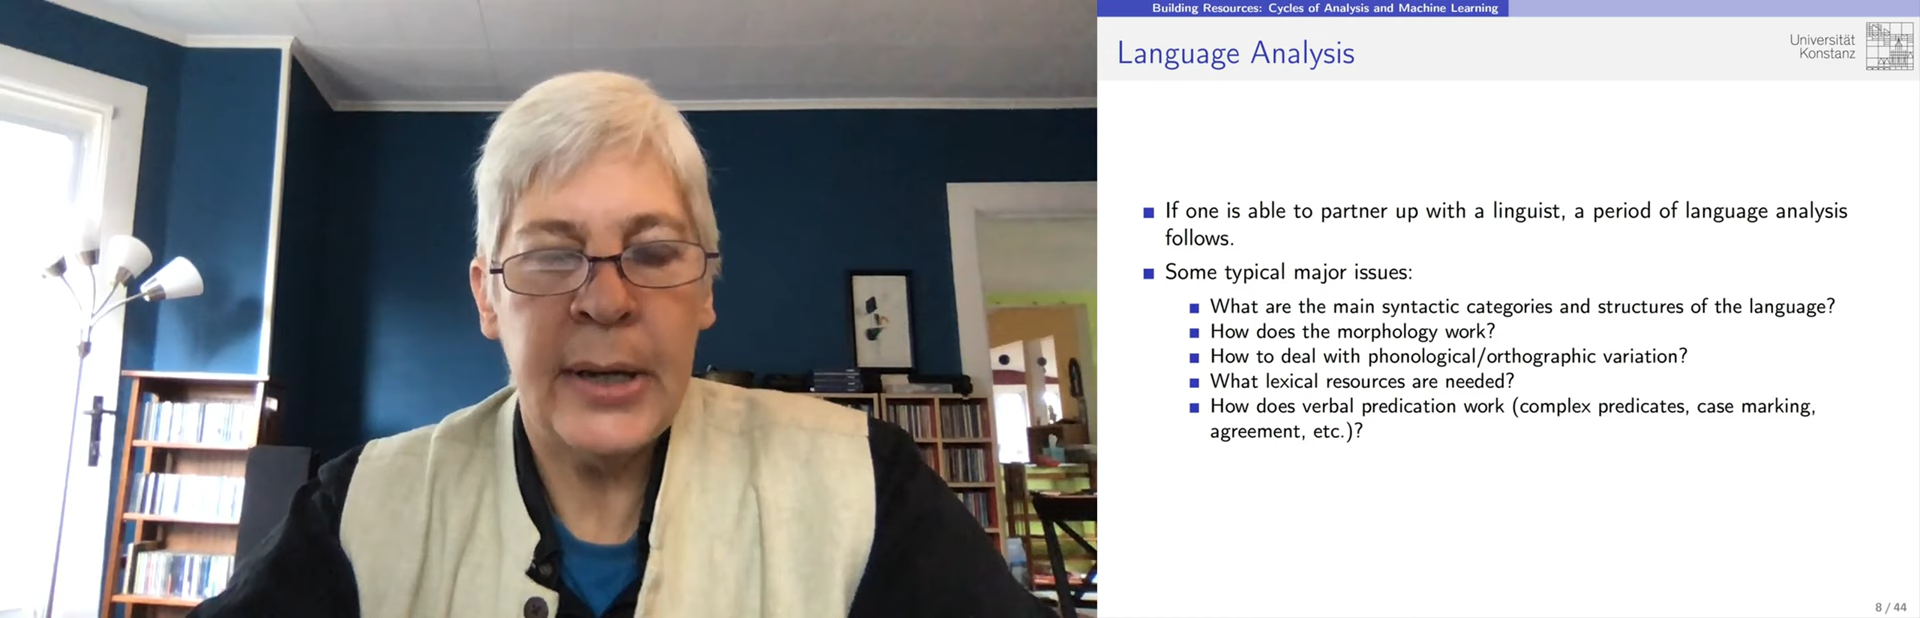 Building Resources: Cycles of Analysis and Machine Learning
Language Analysis
Universität
Konstanz
If one is able to partner up with a linguist, a period of language analysis
follows.
Some typical major issues:
What are the main syntactic categories and structures of the language?
How does the morphology work?
How to deal with phonological/orthographic variation?
What lexical resources are needed?
How does verbal predication work (complex predicates, case marking,
agreement, etc.)?
8 / 44